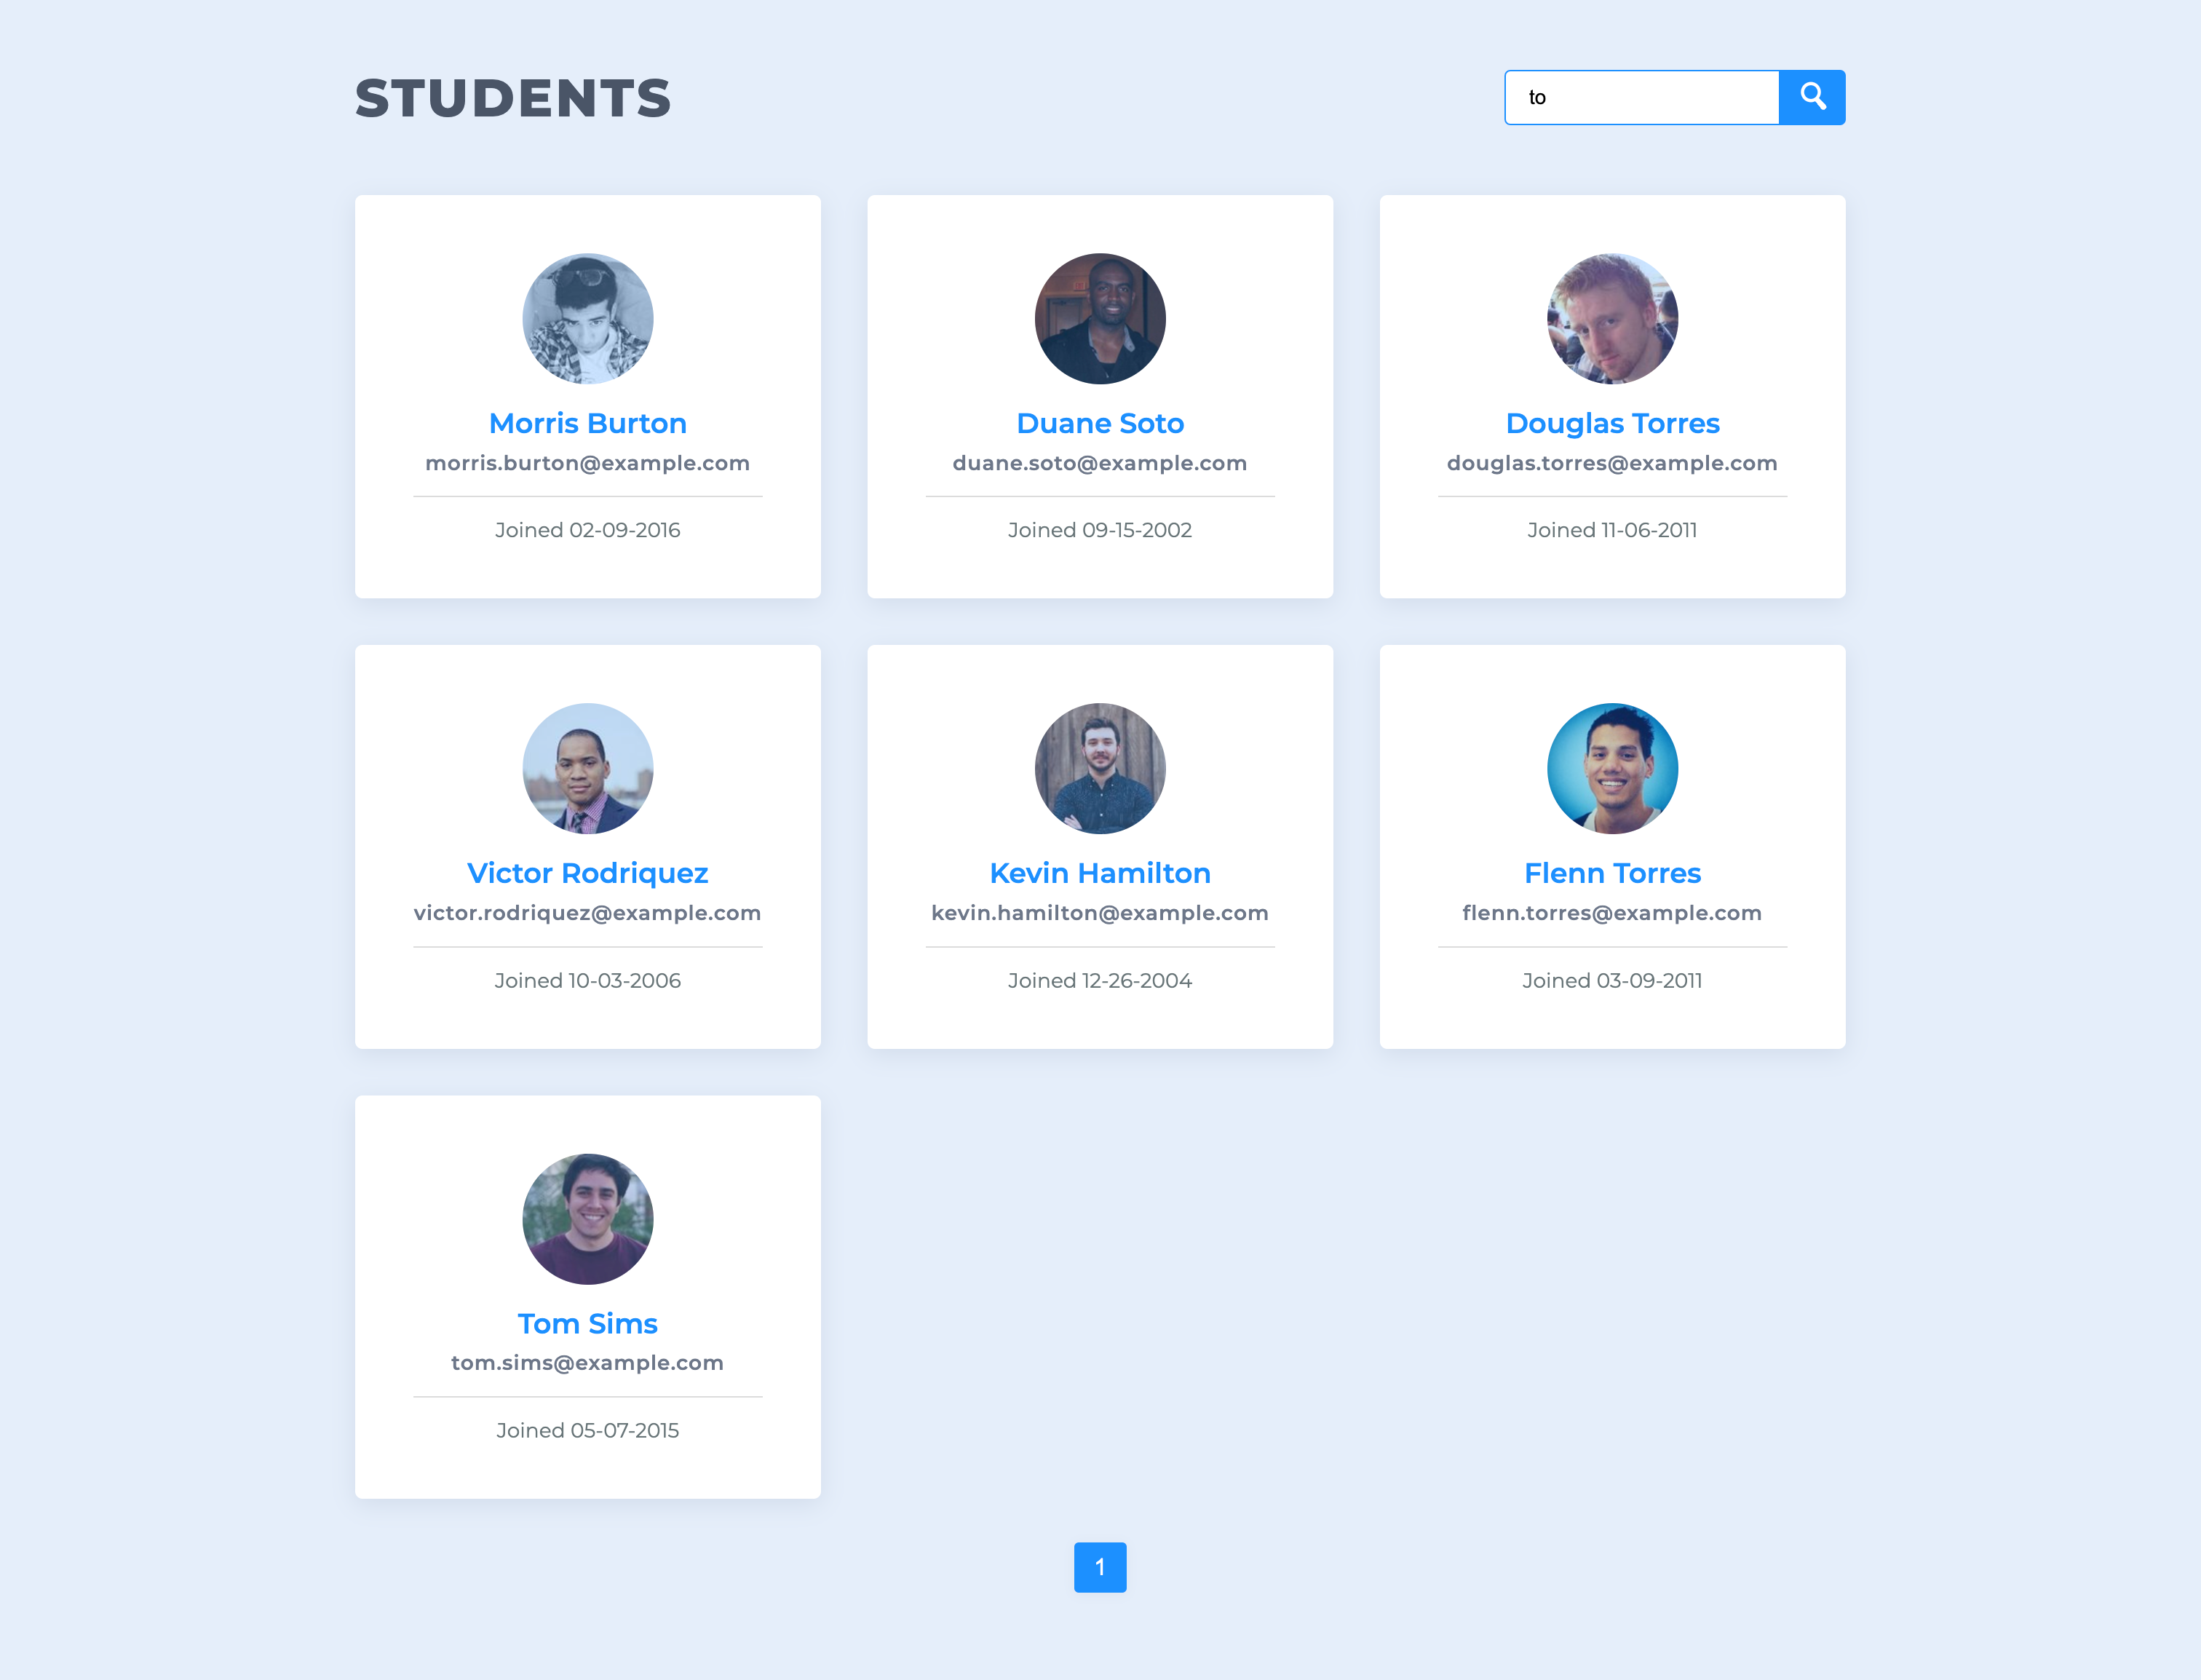 STUDENTS
to
Morris Burton
morris.burton@example.com
Joined 02-09-2016
Duane Soto
duane.soto@example.com
Joined 09-15-2002
Douglas Torres
douglas.torres@example.com
Joined 11-06-2011
Victor Rodriquez
victor.rodriquez@example.com
Joined 10-03-2006
Kevin Hamilton
kevin.hamilton@example.com
Joined 12-26-2004
Flenn Torres
flenn.torres@example.com
Joined 03-09-2011
Tom Sims
tom.sims@example.com
Joined 05-07-2015
1